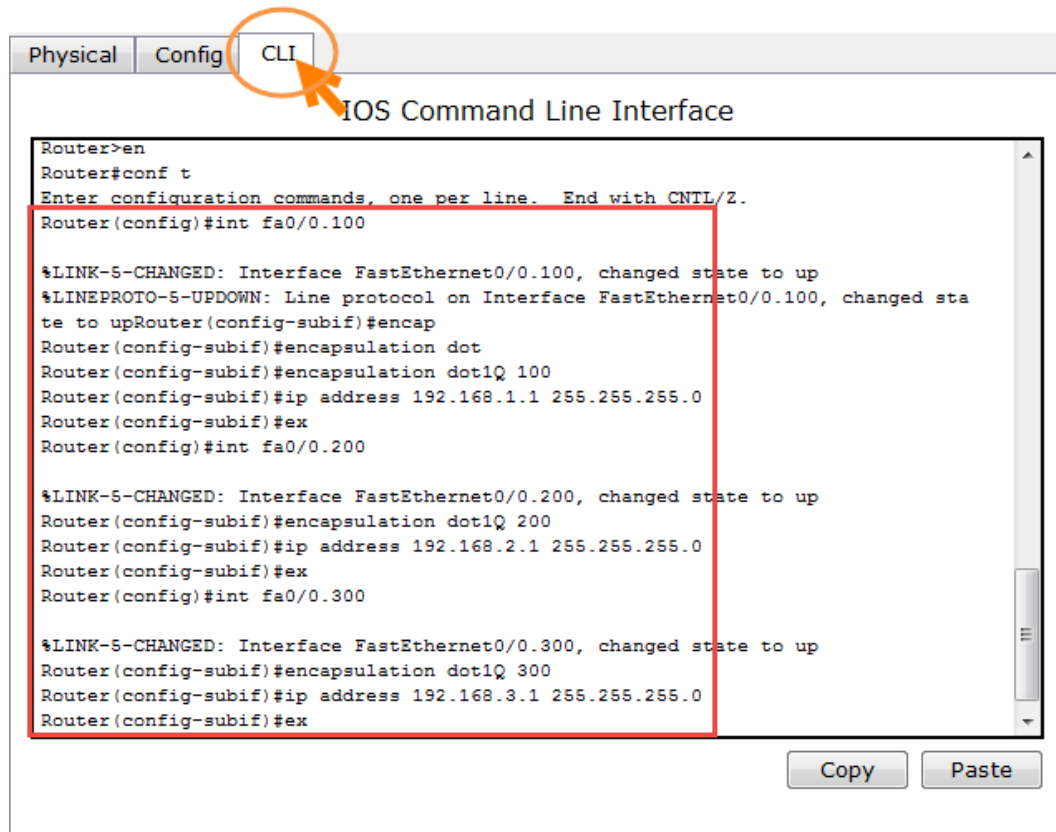 Physical Config CLI
IOS Command Line Interface
Router>en
Router#conf t
Enter configuration commands, one per line.  End with CNTL/Z.
Router(config)#int fa0/0.100
%LINK-5-CHANGED: Interface FastEthernet0/0.100, changed state to up
%LINEPROTO-5-UPDOWN: Line protocol on Interface FastEthernet0/0.100, changed sta
te to upRouter(config-subif)#encap
Router(config-subif)#encapsulation dot
Router(config-subif)#encapsulation dot1Q 100
Router(config-subif)#ip address 192.168.1.1 255.255.255.0
Router(config-subif)#ex
Router(config)#int fa0/0.200
%LINK-5-CHANGED: Interface FastEthernet0/0.200, changed state to up
Router(config-subif)#encapsulation dot1Q 200
Router(config-subif)#ip address 192.168.2.1 255.255.255.0
Router(config-subif)#ex
Router(config)#int fa0/0.300
%LINK-5-CHANGED: Interface FastEthernet0/0.300, changed state to up
Router(config-subif)#encapsulation dot1Q 300
Router(config-subif)#ip address 192.168.3.1 255.255.255.0
Router(config-subif)#ex
Copy Paste